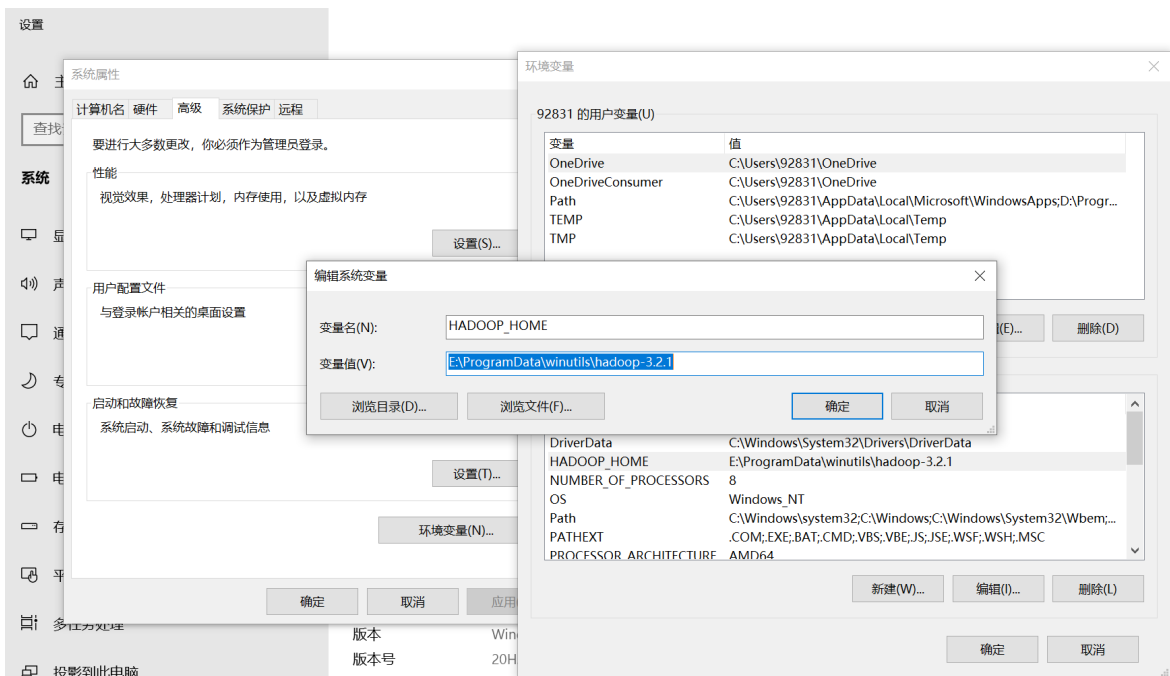 设置
主
查找
系统
多任务处理
投影到此电脑
系统属性
计算机名 硬件 高级 系统保护 远程
要进行大多数更改，你必须作为管理员登录。
性能
视觉效果，处理器计划，内存使用，以及虚拟内存
设置(S)...
用户配置文件
与登录帐户相关的桌面设置
启动和故障恢复
系统启动、系统故障和调试信息
设置(T)...
环境变量(N)...
确定 取消 应用
版本 Win
版本号 20H
环境变量
92831 的用户变量(U)
变量 值
OneDrive C:\Users\92831\OneDrive
OneDriveConsumer C:\Users\92831\OneDrive
Path C:\Users\92831\AppData\Local\Microsoft\WindowsApps;D:\Progr...
TEMP C:\Users\92831\AppData\Local\Temp
TMP C:\Users\92831\AppData\Local\Temp
(E)... 删除(D)
编辑系统变量
变量名(N): HADOOP_HOME
变量值(V): E:\ProgramData\winutils\hadoop-3.2.1
浏览目录(D)... 浏览文件(F)... 确定 取消
DriverData C:\Windows\System32\Drivers\DriverData
HADOOP_HOME E:\ProgramData\winutils\hadoop-3.2.1
NUMBER_OF_PROCESSORS 8
OS Windows_NT
Path C:\Windows\system32;C:\Windows;C:\Windows\System32\Wbem;...
PATHEXT .COM;.EXE;.BAT;.CMD;.VBS;.VBE;.JS;.JSE;.WSF;.WSH;.MSC
PROCESSOR_ARCHITECTURE AMD64
新建(W)... 编辑(I)... 删除(L)
确定 取消